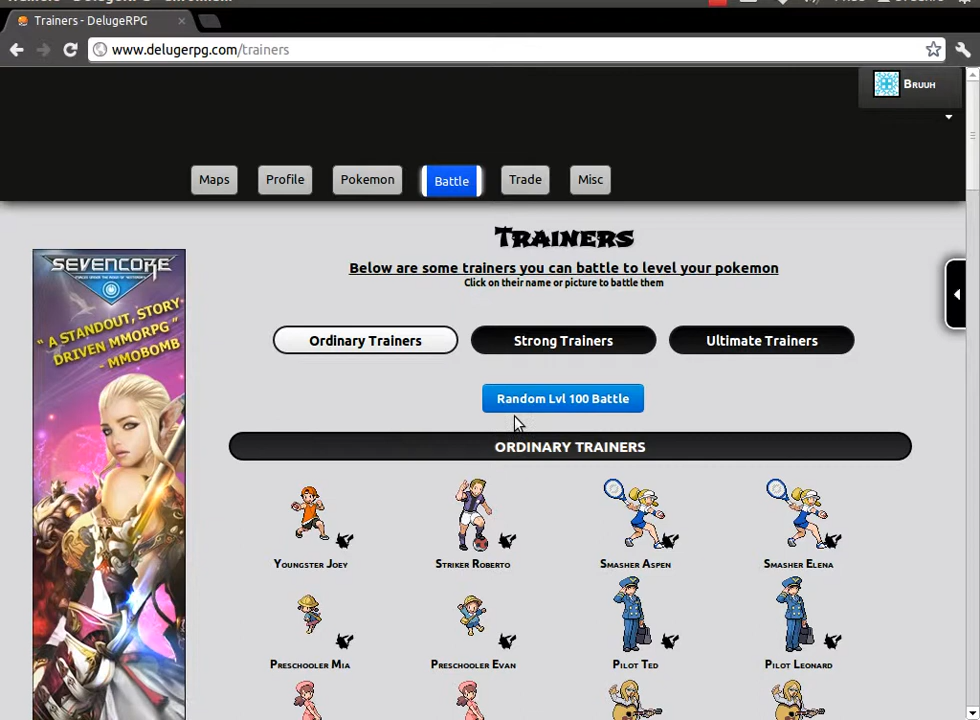 Trainers - DelugeRPG
www.delugerpg.com/trainers
Bruuh
Maps
Profile
Pokemon
Battle
Trade
Misc
Trainers
Below are some trainers you can battle to level your pokemon
Click on their name or picture to battle them
Ordinary Trainers
Strong Trainers
Ultimate Trainers
Random Lvl 100 Battle
ORDINARY TRAINERS
SEVENCORE
"A STANDOUT, STORY-
DRIVEN MMORPG"
- MMOBOMB
Youngster Joey
Striker Roberto
Smasher Aspen
Smasher Elena
Preschooler Mia
Preschooler Evan
Pilot Ted
Pilot Leonard